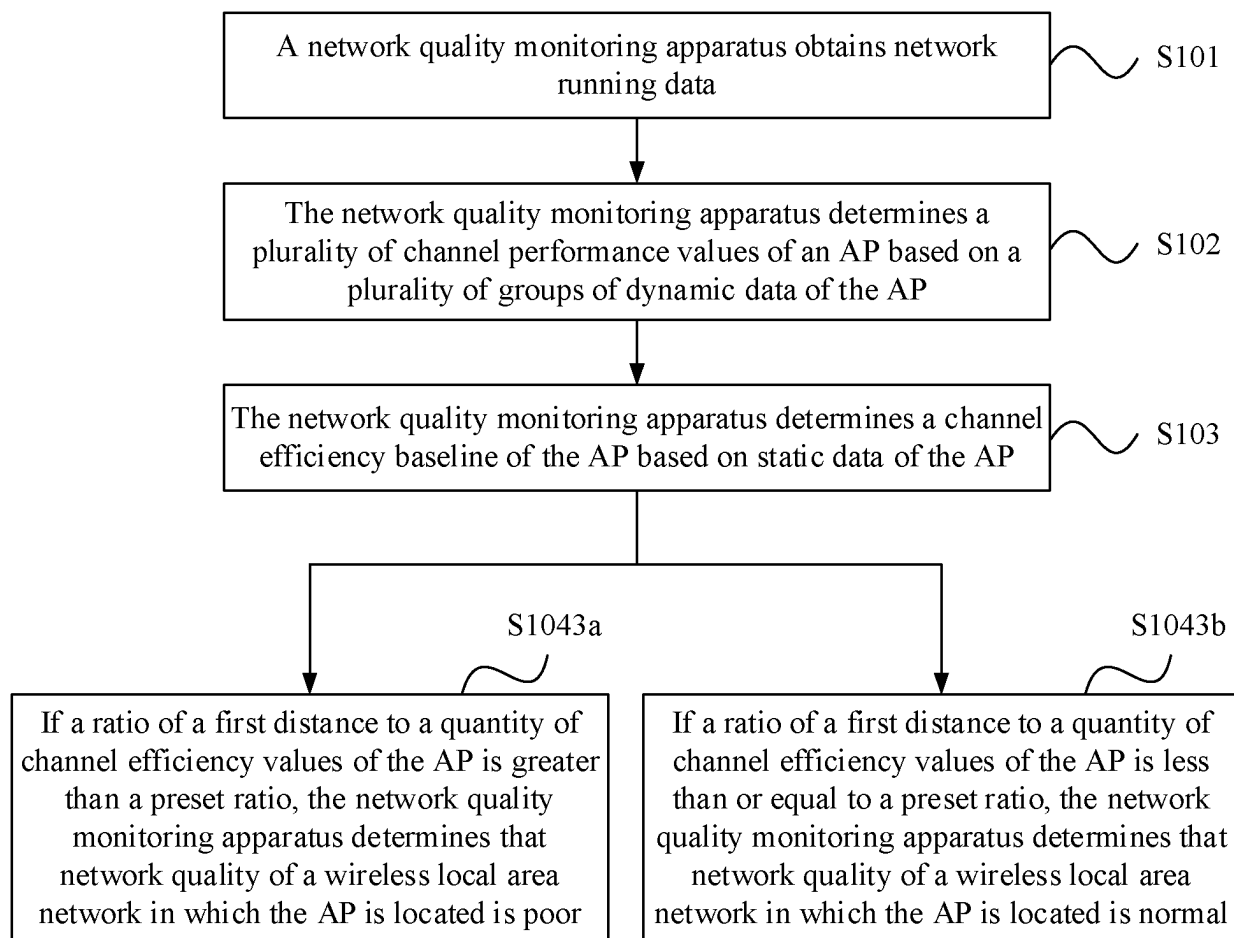 A network quality monitoring apparatus obtains network
running data
S101
The network quality monitoring apparatus determines a
plurality of channel performance values of an AP based on a
plurality of groups of dynamic data of the AP
S102
The network quality monitoring apparatus determines a channel
efficiency baseline of the AP based on static data of the AP
S103
S1043a
If a ratio of a first distance to a quantity of
channel efficiency values of the AP is greater
than a preset ratio, the network quality
monitoring apparatus determines that
network quality of a wireless local area
network in which the AP is located is poor
S1043b
If a ratio of a first distance to a quantity of
channel efficiency values of the AP is less
than or equal to a preset ratio, the network
quality monitoring apparatus determines that
network quality of a wireless local area
network in which the AP is located is normal